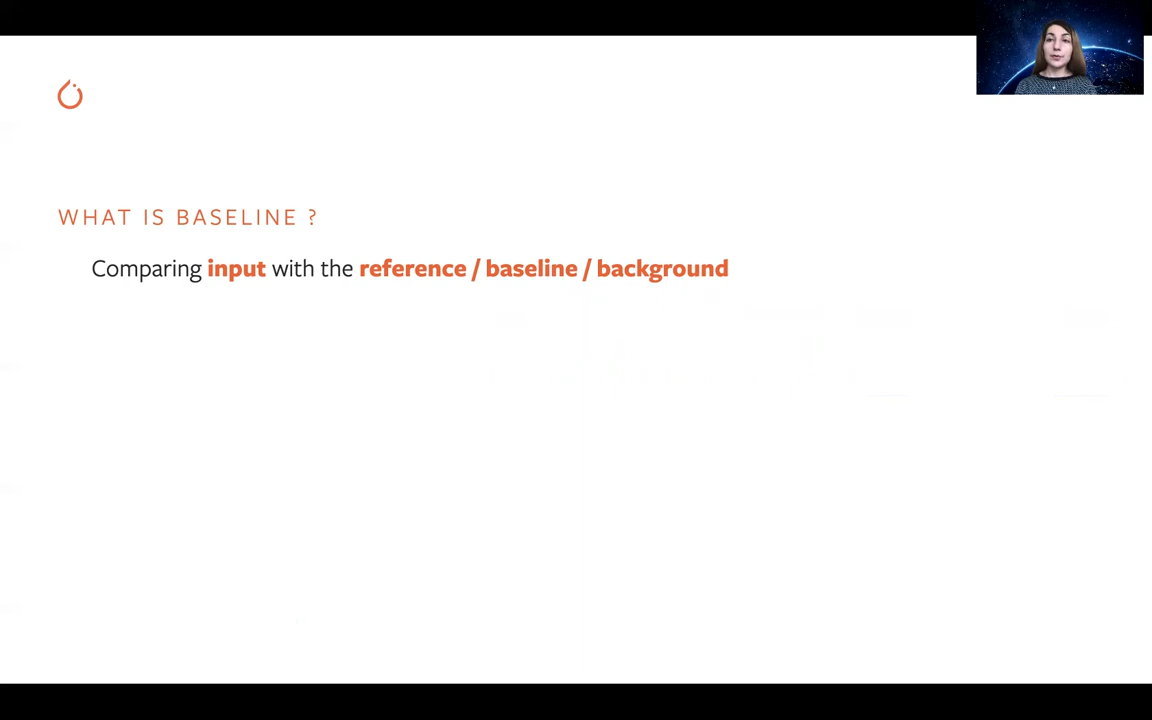 WHAT IS BASELINE ?
Comparing input with the reference / baseline / background